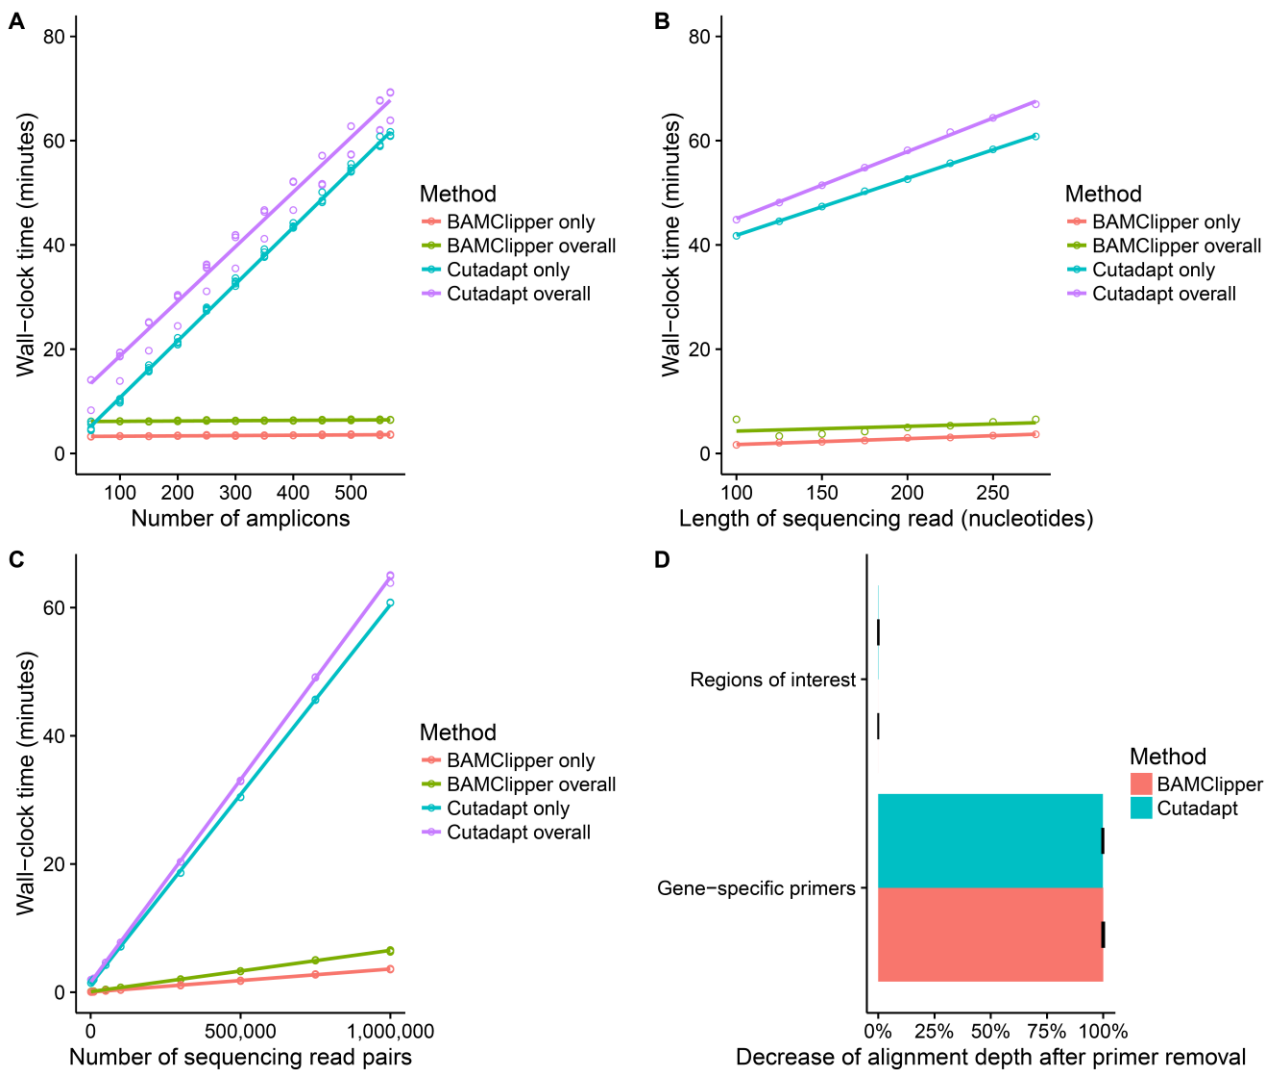 A
80
60
40
20
0
Wall−clock time (minutes)
100 200 300 400 500
Number of amplicons
Method
BAMClipper only
BAMClipper overall
Cutadapt only
Cutadapt overall
B
80
60
40
20
0
Wall−clock time (minutes)
100 150 200 250
Length of sequencing read (nucleotides)
Method
BAMClipper only
BAMClipper overall
Cutadapt only
Cutadapt overall
C
60
40
20
0
Wall−clock time (minutes)
0 500,000 1,000,000
Number of sequencing read pairs
Method
BAMClipper only
BAMClipper overall
Cutadapt only
Cutadapt overall
D
Regions of interest
Gene−specific primers
0% 25% 50% 75% 100%
Decrease of alignment depth after primer removal
Method
BAMClipper
Cutadapt